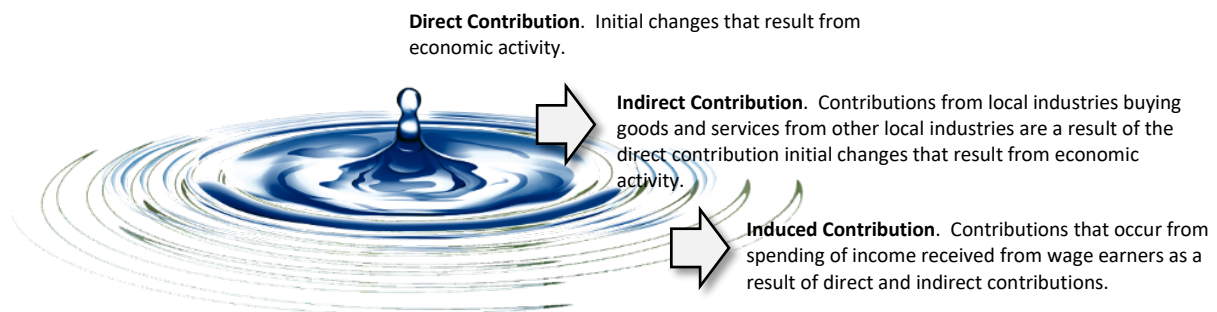 Direct Contribution.  Initial changes that result from
economic activity.
Indirect Contribution.  Contributions from local industries buying
goods and services from other local industries are a result of the
direct contribution initial changes that result from economic
activity.
Induced Contribution.  Contributions that occur from
spending of income received from wage earners as a
result of direct and indirect contributions.